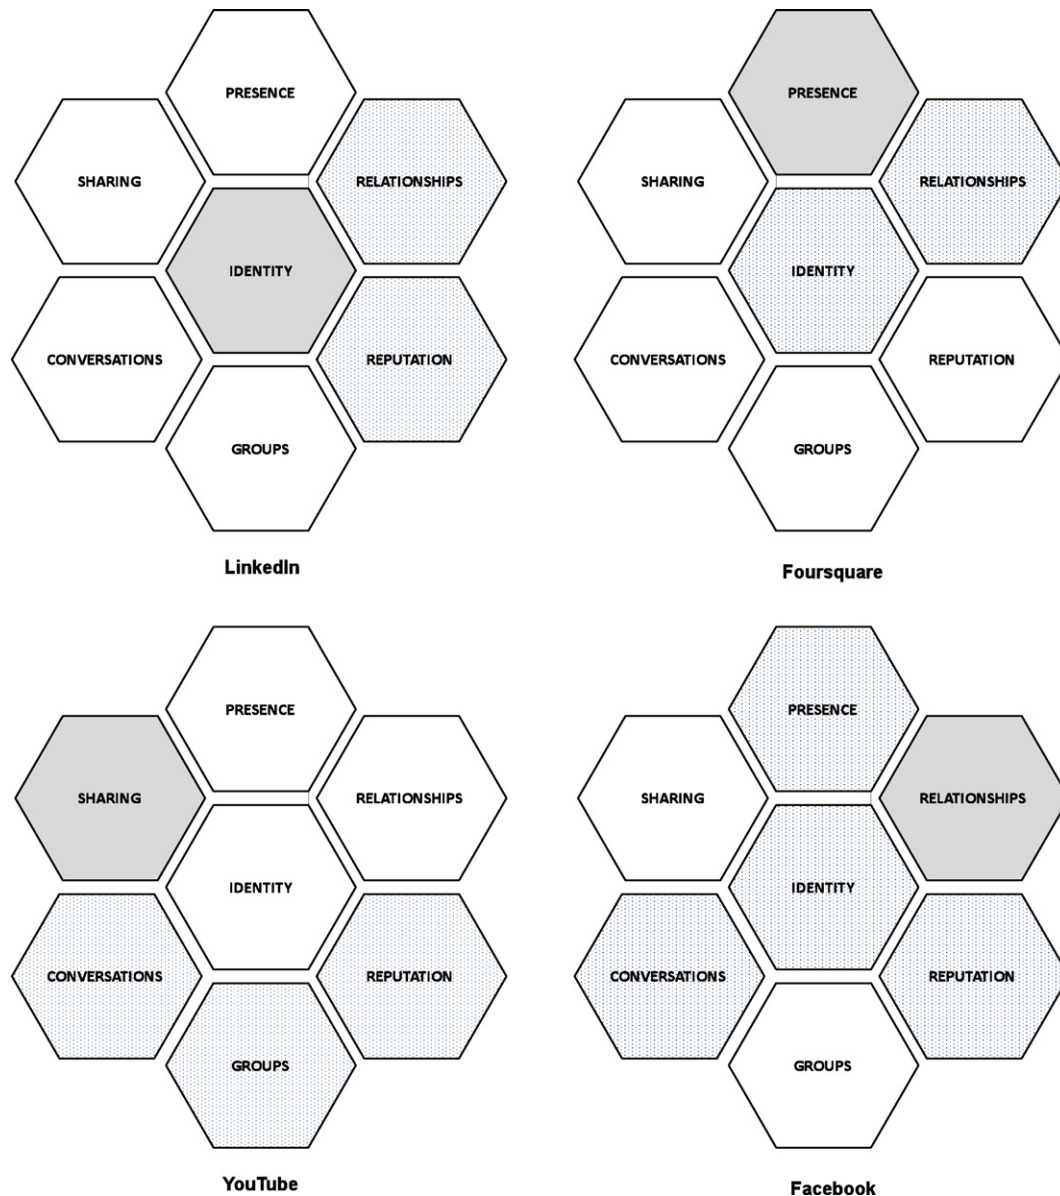 PRESENCE
SHARING
RELATIONSHIPS
IDENTITY
CONVERSATIONS
REPUTATION
GROUPS
LinkedIn
PRESENCE
SHARING
RELATIONSHIPS
IDENTITY
CONVERSATIONS
REPUTATION
GROUPS
Foursquare
PRESENCE
SHARING
RELATIONSHIPS
IDENTITY
CONVERSATIONS
REPUTATION
GROUPS
YouTube
PRESENCE
SHARING
RELATIONSHIPS
IDENTITY
CONVERSATIONS
REPUTATION
GROUPS
Facebook